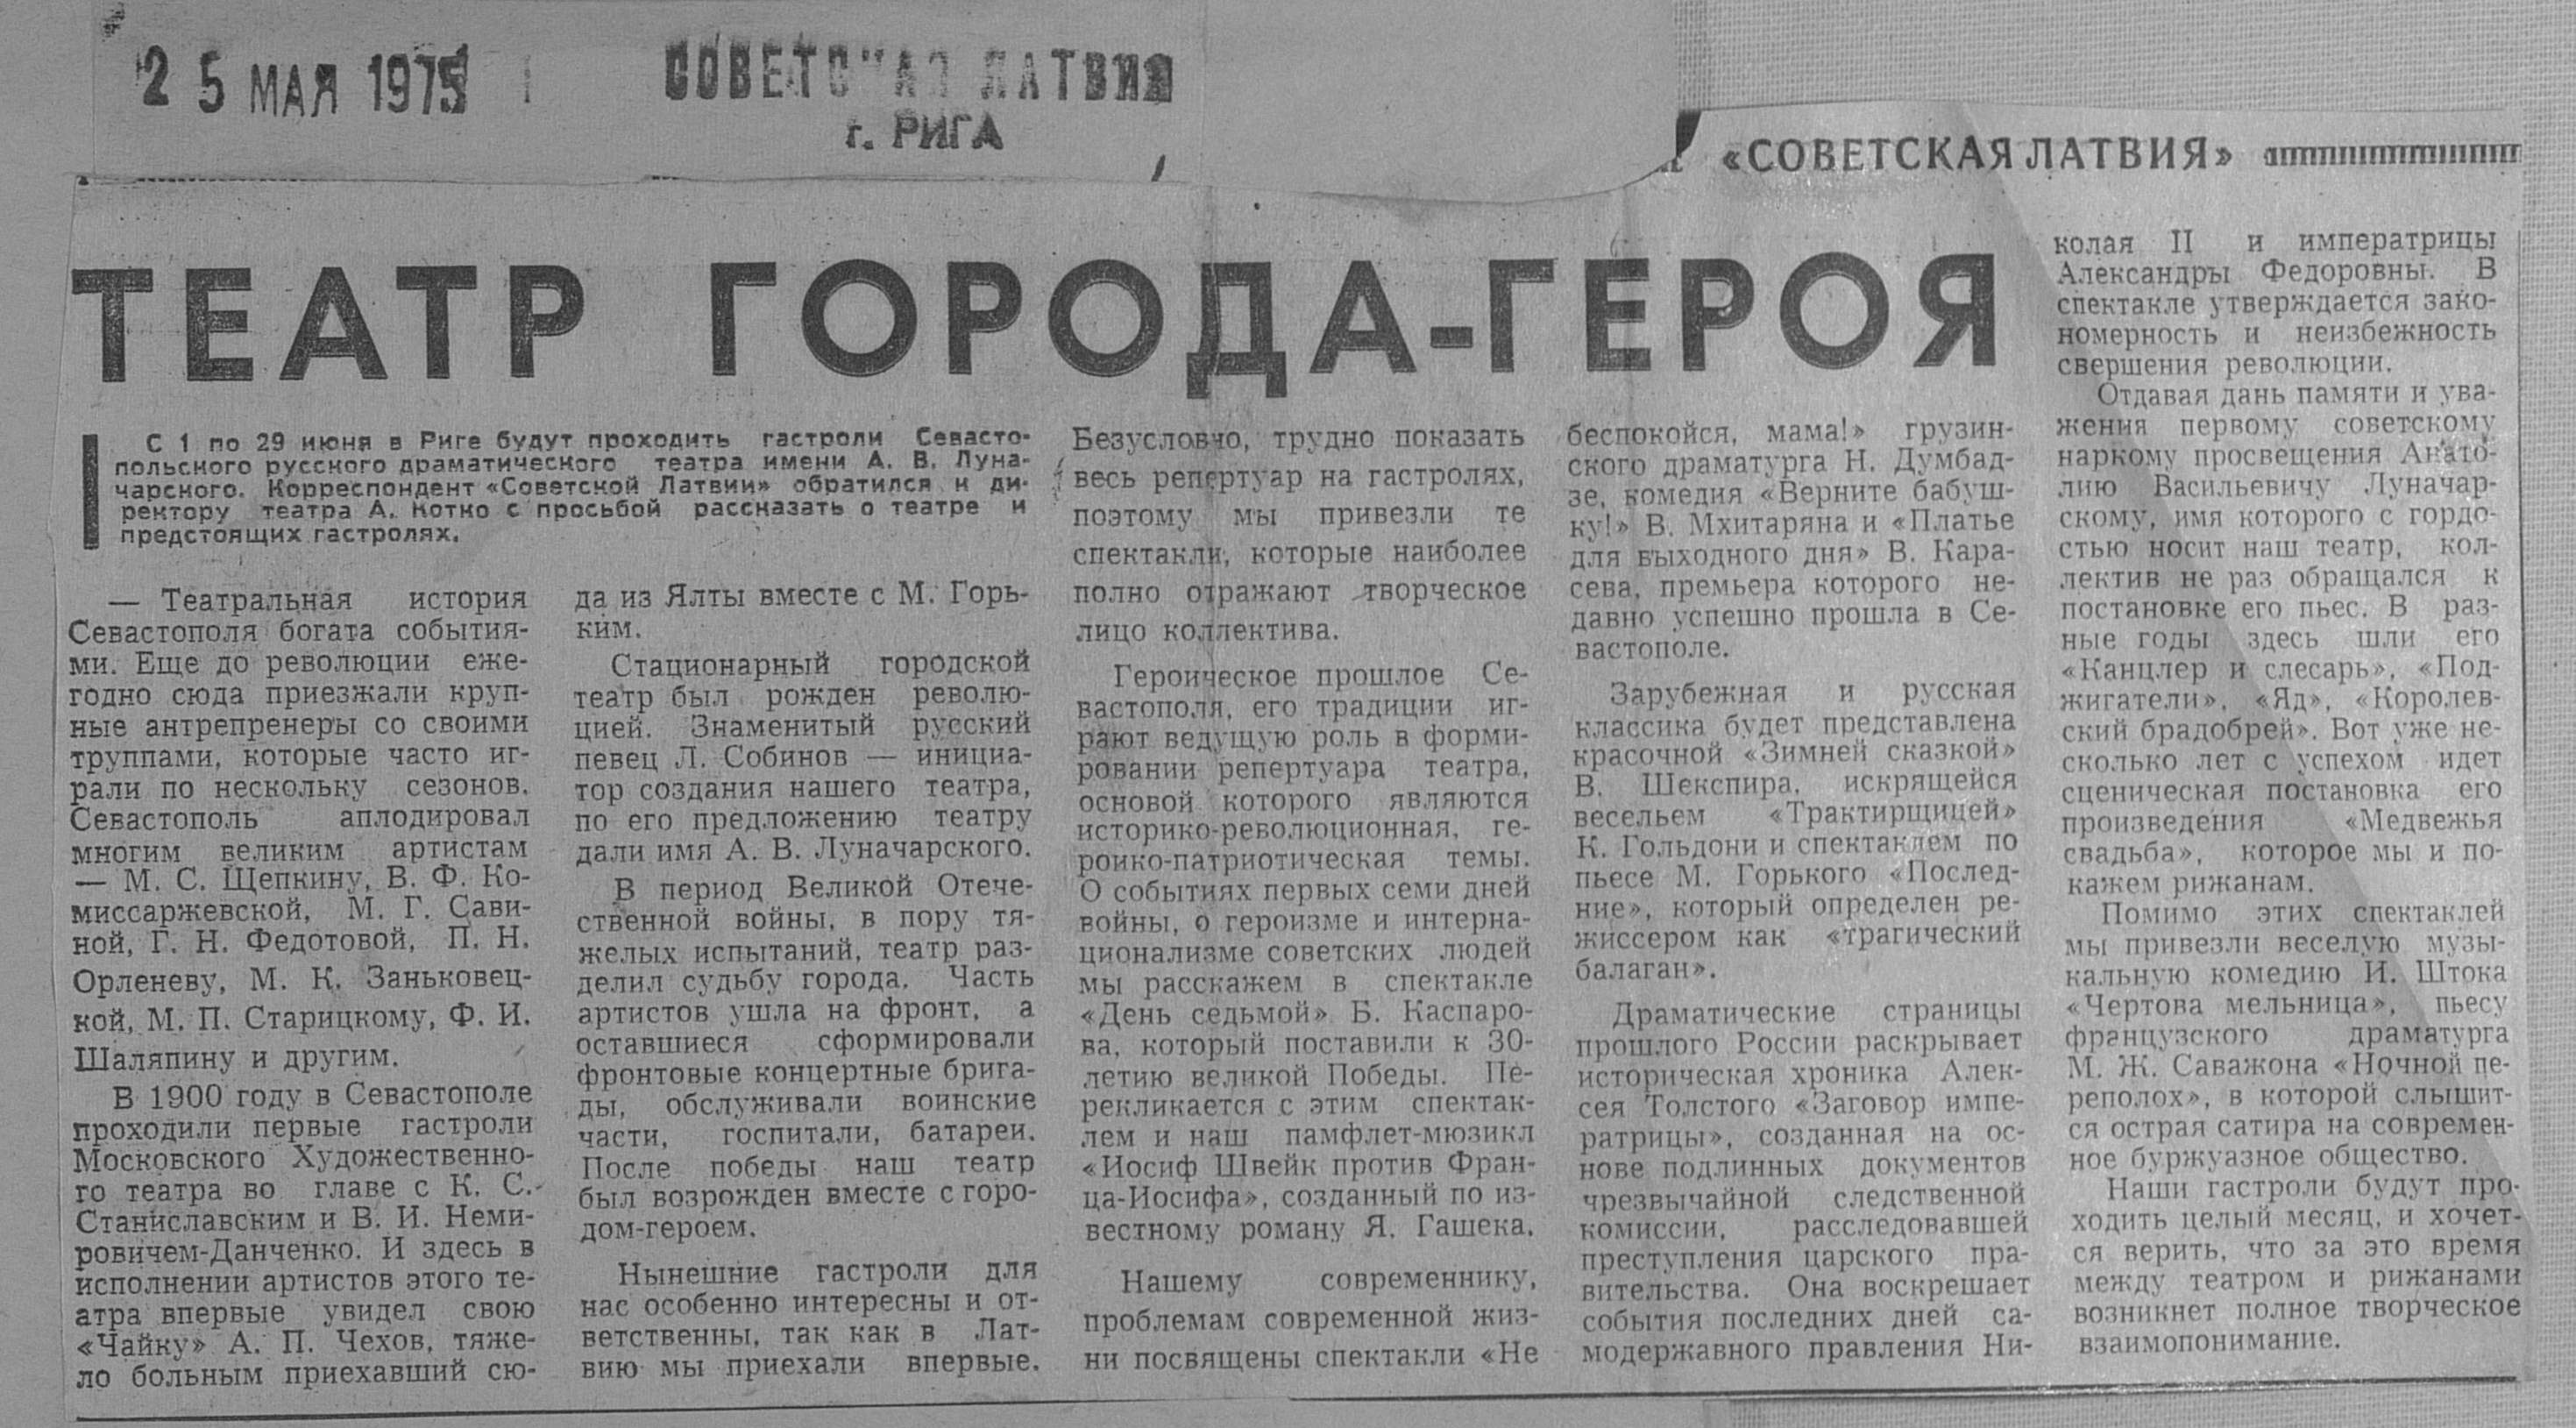 25 МАЯ 1975
СОВЕТСКАЯ ЛАТВИЯ
г. РИГА
«СОВЕТСКАЯ ЛАТВИЯ»
ТЕАТР ГОРОДА-ГЕРОЯ
С 1 по 29 июня в Риге будут проходить гастроли Севасто-
польского русского драматического театра имени А. В. Луна-
чарского. Корреспондент «Советской Латвии» обратился к ди-
ректору театра А. Котко с просьбой рассказать о театре и
предстоящих гастролях.
— Театральная история
Севастополя богата события-
ми. Еще до революции еже-
годно сюда приезжали круп-
ные антрепренеры со своими
труппами, которые часто иг-
рали по нескольку сезонов.
Севастополь аплодировал
многим великим артистам
— М. С. Щепкину, В. Ф. Ко-
миссаржевской, М. Г. Сави-
ной, Г. Н. Федотовой, П. Н.
Орленеву, М. К. Заньковец-
кой, М. П. Старицкому, Ф. И.
Шаляпину и другим.
В 1900 году в Севастополе
проходили первые гастроли
Московского Художественно-
го театра во главе с К. С.
Станиславским и В. И. Неми-
ровичем-Данченко. И здесь в
исполнении артистов этого те-
атра впервые увидел свою
«Чайку» А. П. Чехов, тяже-
ло больным приехавший сю-
да из Ялты вместе с М. Горь-
ким.
Стационарный городской
театр был рожден револю-
цией. Знаменитый русский
певец Л. Собинов — инициа-
тор создания нашего театра,
по его предложению театру
дали имя А. В. Луначарского.
В период Великой Отече-
ственной войны, в пору тя-
желых испытаний, театр раз-
делил судьбу города. Часть
артистов ушла на фронт, а
оставшиеся сформировали
фронтовые концертные брига-
ды, обслуживали воинские
части, госпитали, батареи.
После победы наш театр
был возрожден вместе с горо-
дом-героем.
Нынешние гастроли для
нас особенно интересны и от-
ветственны, так как в Лат-
вию мы приехали впервые.
Безусловно, трудно показать
весь репертуар на гастролях,
поэтому мы привезли те
спектакли, которые наиболее
полно отражают творческое
лицо коллектива.
Героическое прошлое Се-
вастополя, его традиции иг-
рают ведущую роль в форми-
ровании репертуара театра,
основой которого являются
историко-революционная, ге-
роико-патриотическая темы.
О событиях первых семи дней
войны, о героизме и интерна-
ционализме советских людей
мы расскажем в спектакле
«День седьмой» Б. Каспаро-
ва, который поставили к 30-
летию великой Победы. Пе-
рекликается с этим спектак-
лем и наш памфлет-мюзикл
«Иосиф Швейк против Фран-
ца-Иосифа», созданный по из-
вестному роману Я. Гашека.
Нашему современнику,
проблемам современной жиз-
ни посвящены спектакли «Не
беспокойся, мама!» грузин-
ского драматурга Н. Думбад-
зе, комедия «Верните бабуш-
ку!» В. Мхитаряна и «Платье
для выходного дня» В. Кара-
сева, премьера которого не-
давно успешно прошла в Се-
вастополе.
Зарубежная и русская
классика будет представлена
красочной «Зимней сказкой»
В. Шекспира, искрящейся
весельем «Трактирщицей»
К. Гольдони и спектаклем по
пьесе М. Горького «Послед-
ние», который определен ре-
жиссером как «трагический
балаган».
Драматические страницы
прошлого России раскрывает
историческая хроника Алек-
сея Толстого «Заговор импе-
ратрицы», созданная на ос-
нове подлинных документов
чрезвычайной следственной
комиссии, расследовавшей
преступления царского пра-
вительства. Она воскрешает
события последних дней са-
модержавного правления Ни-
колая II и императрицы
Александры Федоровны. В
спектакле утверждается зако-
номерность и неизбежность
свершения революции.
Отдавая дань памяти и ува-
жения первому советскому
наркому просвещения Анато-
лию Васильевичу Луначар-
скому, имя которого с гордо-
стью носит наш театр, кол-
лектив не раз обращался к
постановке его пьес. В раз-
ные годы здесь шли его
«Канцлер и слесарь», «Под-
жигатели», «Яд», «Королев-
ский брадобрей». Вот уже не-
сколько лет с успехом идет
сценическая постановка его
произведения «Медвежья
свадьба», которое мы и по-
кажем рижанам.
Помимо этих спектаклей
мы привезли веселую музы-
кальную комедию И. Штока
«Чертова мельница», пьесу
французского драматурга
М. Ж. Саважона «Ночной пе-
реполох», в которой слышит-
ся острая сатира на современ-
ное буржуазное общество.
Наши гастроли будут про-
ходить целый месяц, и хочет-
ся верить, что за это время
между театром и рижанами
возникнет полное творческое
взаимопонимание.